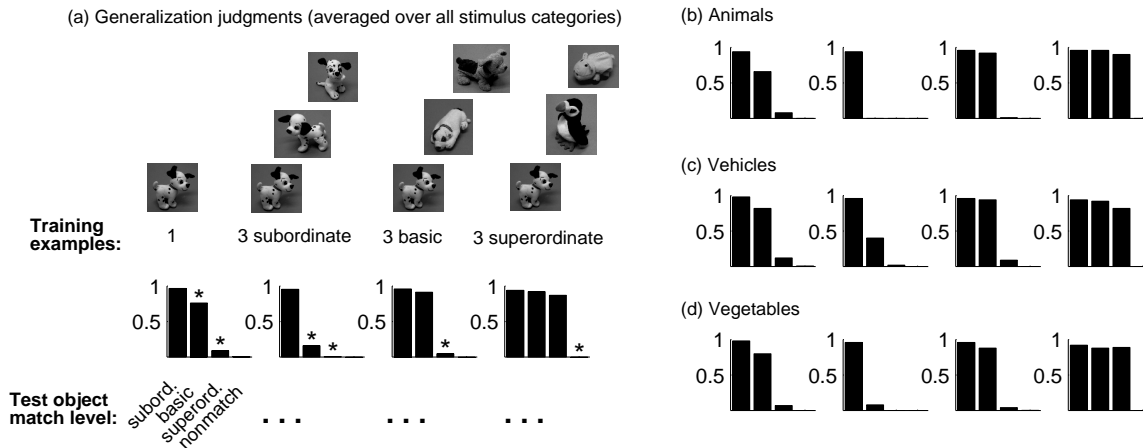 (a) Generalization judgments (averaged over all stimulus categories)
Training
examples:
1
3 subordinate
3 basic
3 superordinate
1
0.5
* *
1
0.5
* *
1
0.5
*
1
0.5
*
Test object
match level:
subord.
basic
superord.
nonmatch
. . .
. . .
. . .
(b) Animals
1
0.5
1
0.5
1
0.5
1
0.5
(c) Vehicles
1
0.5
1
0.5
1
0.5
1
0.5
(d) Vegetables
1
0.5
1
0.5
1
0.5
1
0.5